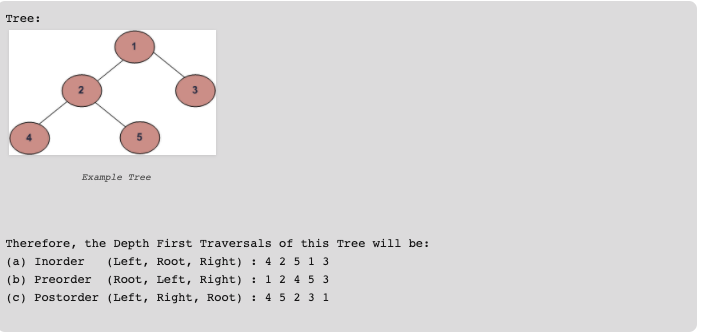 Tree:
1
2 3
4 5
Example Tree
Therefore, the Depth First Traversals of this Tree will be:
(a) Inorder (Left, Root, Right) : 4 2 5 1 3
(b) Preorder (Root, Left, Right) : 1 2 4 5 3
(c) Postorder (Left, Right, Root) : 4 5 2 3 1